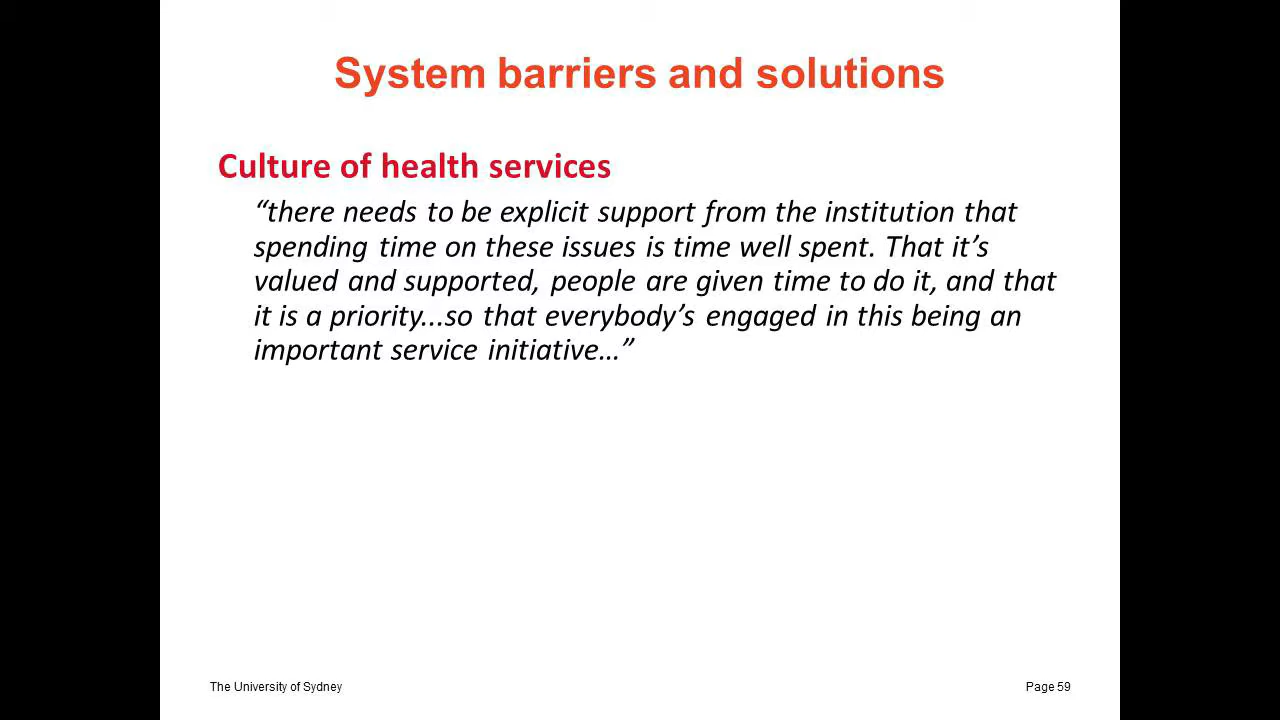 System barriers and solutions
Culture of health services
“there needs to be explicit support from the institution that
spending time on these issues is time well spent. That it’s
valued and supported, people are given time to do it, and that
it is a priority...so that everybody’s engaged in this being an
important service initiative…”
The University of Sydney
Page 59